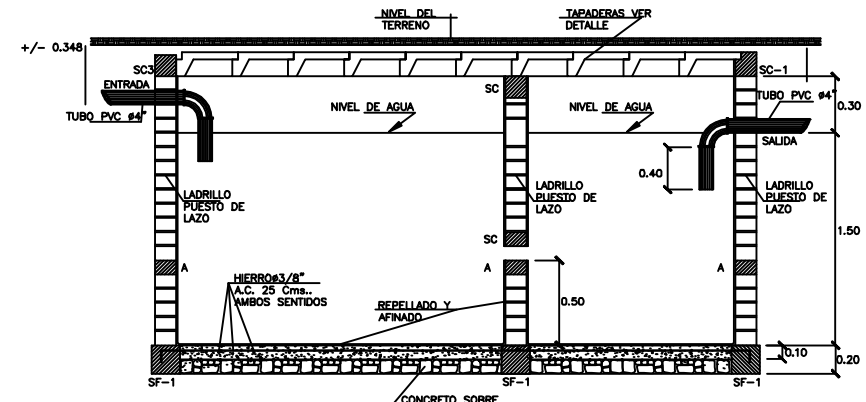 NIVEL DEL
TERRENO
TAPADERAS VER
DETALLE
+/- 0.348
SC3
SC
SC-1
ENTRADA
TUBO PVC ø4"
NIVEL DE AGUA
NIVEL DE AGUA
TUBO PVC ø4"
0.30
SALIDA
0.40
LADRILLO
PUESTO DE
LAZO
LADRILLO
PUESTO DE
LAZO
LADRILLO
PUESTO DE
LAZO
1.50
SC
A
A
A
HIERROø3/8"
A.C. 25 Cms..
AMBOS SENTIDOS
REPELLADO Y
AFINADO
0.50
0.10
0.20
SF-1
SF-1
SF-1
CONCRETO SOBRE